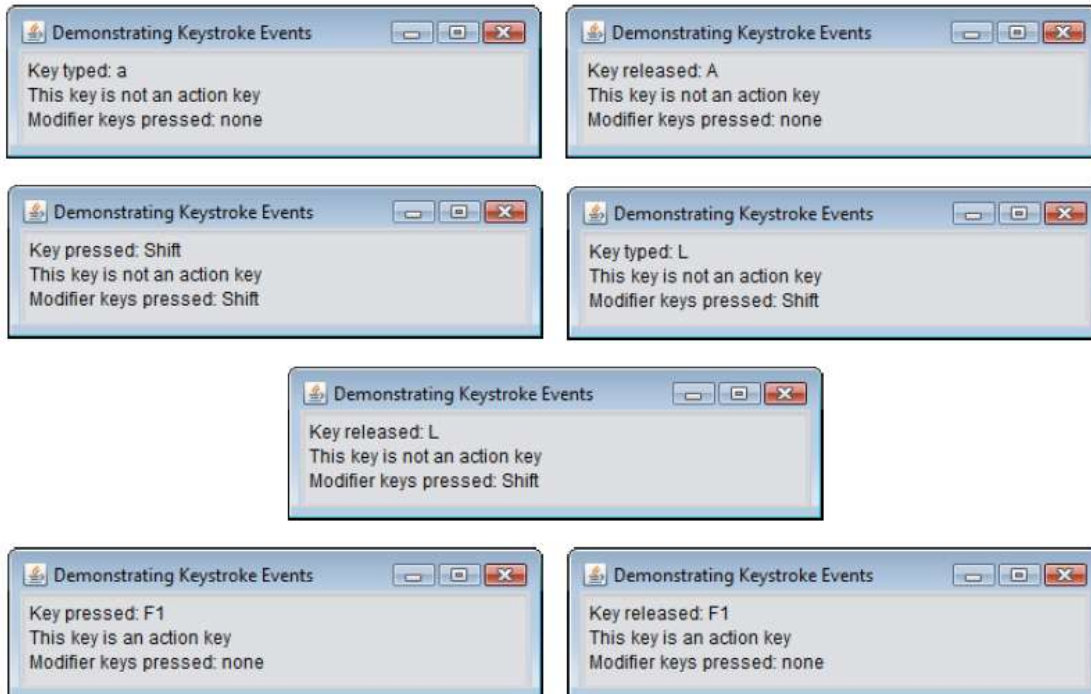 Demonstrating Keystroke Events
Key typed: a
This key is not an action key
Modifier keys pressed: none
Demonstrating Keystroke Events
Key released: A
This key is not an action key
Modifier keys pressed: none
Demonstrating Keystroke Events
Key pressed: Shift
This key is not an action key
Modifier keys pressed: Shift
Demonstrating Keystroke Events
Key typed: L
This key is not an action key
Modifier keys pressed: Shift
Demonstrating Keystroke Events
Key released: L
This key is not an action key
Modifier keys pressed: Shift
Demonstrating Keystroke Events
Key pressed: F1
This key is an action key
Modifier keys pressed: none
Demonstrating Keystroke Events
Key released: F1
This key is an action key
Modifier keys pressed: none